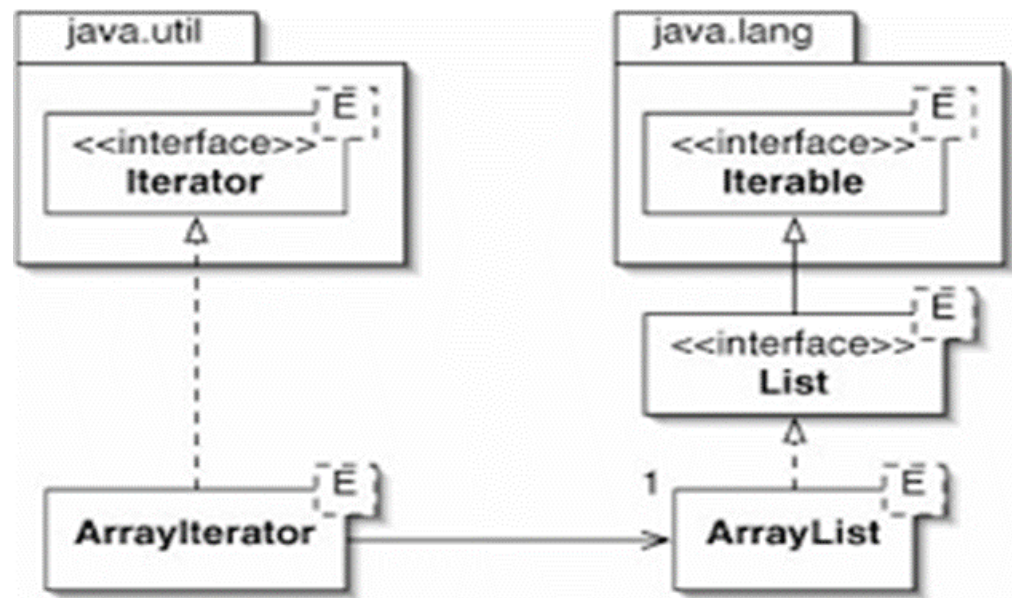 java.util
E
<<interface>>
Iterator
java.lang
E
<<interface>>
Iterable
E
<<interface>>
List
E
ArrayIterator
1
E
ArrayList